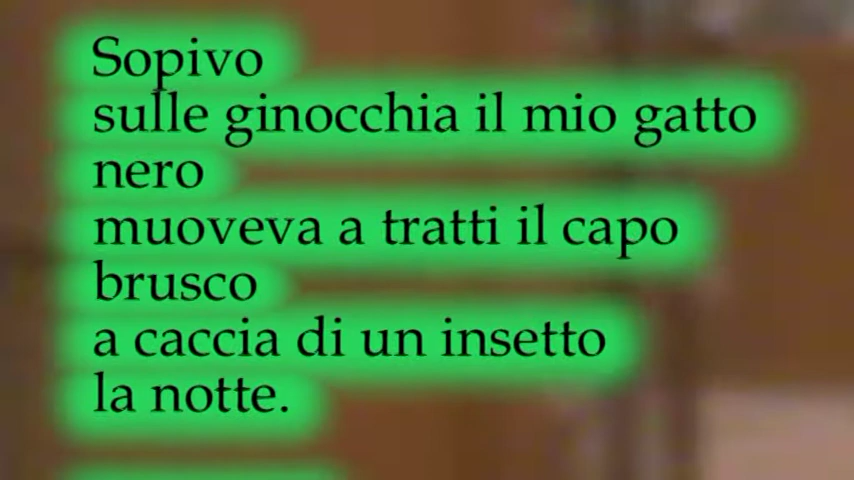 Sopivo
sulle ginocchia il mio gatto
nero
muoveva a tratti il capo
brusco
a caccia di un insetto
la notte.